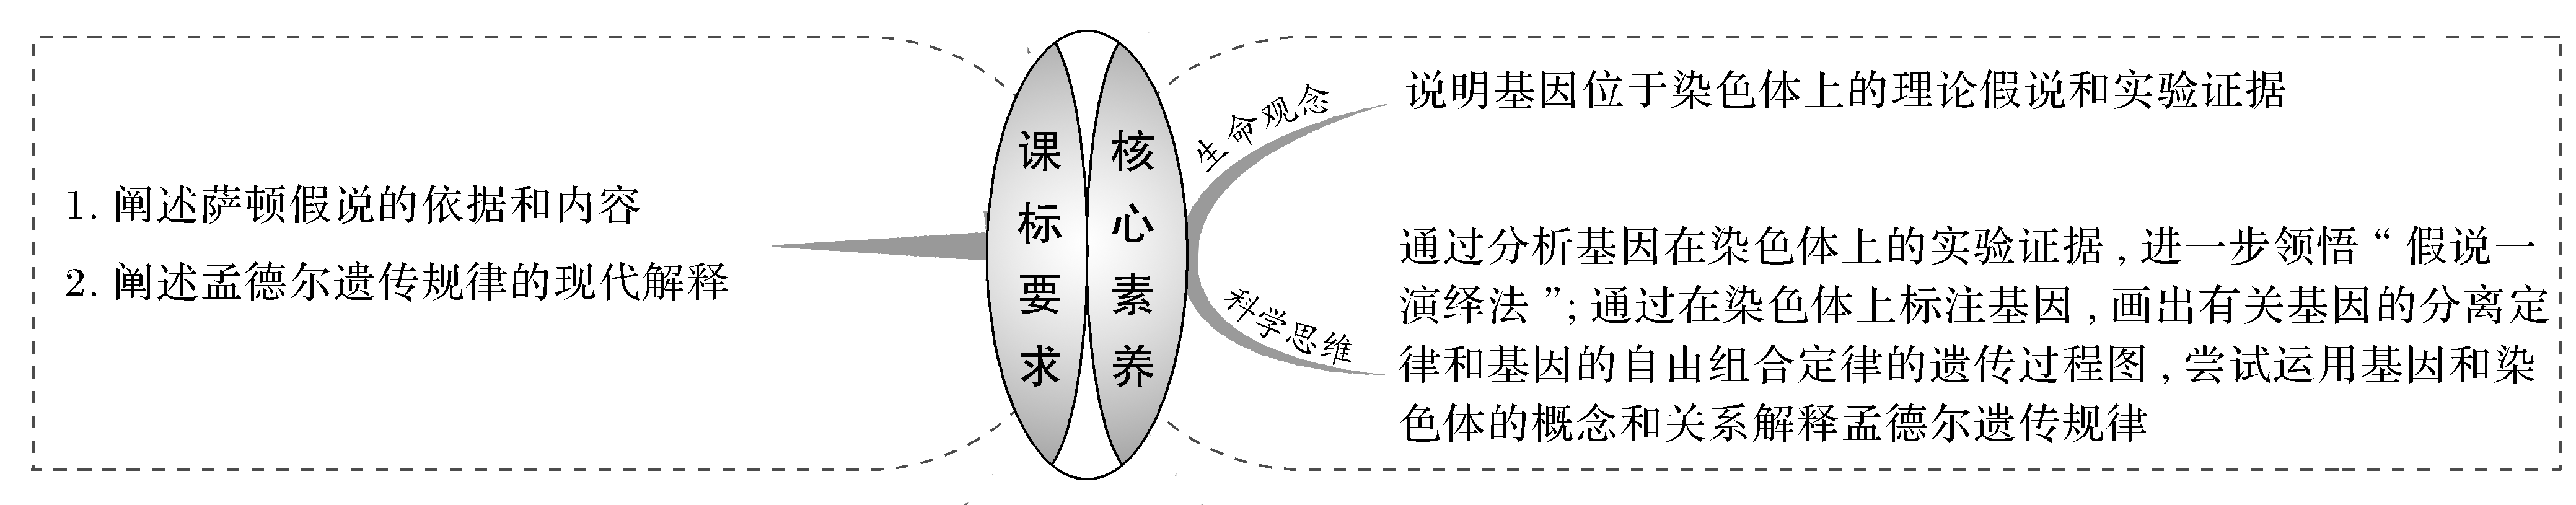 1. 阐述萨顿假说的依据和内容
2. 阐述孟德尔遗传规律的现代解释
课标要求
核心素养
生命观念
说明基因位于染色体上的理论假说和实验证据
科学思维
通过分析基因在染色体上的实验证据,进一步领悟“假说一
演绎法”;通过在染色体上标注基因,画出有关基因的分离定
律和基因的自由组合定律的遗传过程图,尝试运用基因和染
色体的概念和关系解释孟德尔遗传规律